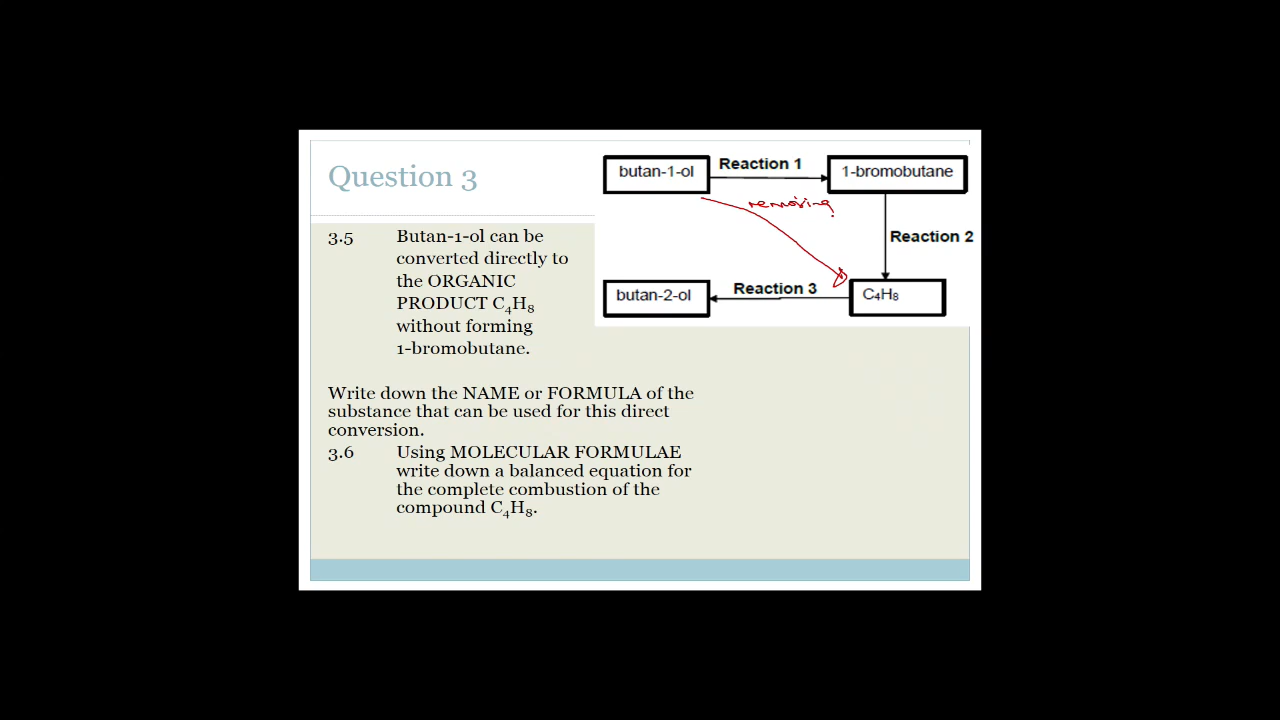 Question 3
butan-1-ol
Reaction 1
1-bromobutane
removing
Reaction 2
butan-2-ol
Reaction 3
C₄H₈
3.5 Butan-1-ol can be
converted directly to
the ORGANIC
PRODUCT C₄H₈
without forming
1-bromobutane.
Write down the NAME or FORMULA of the
substance that can be used for this direct
conversion.
3.6 Using MOLECULAR FORMULAE
write down a balanced equation for
the complete combustion of the
compound C₄H₈.